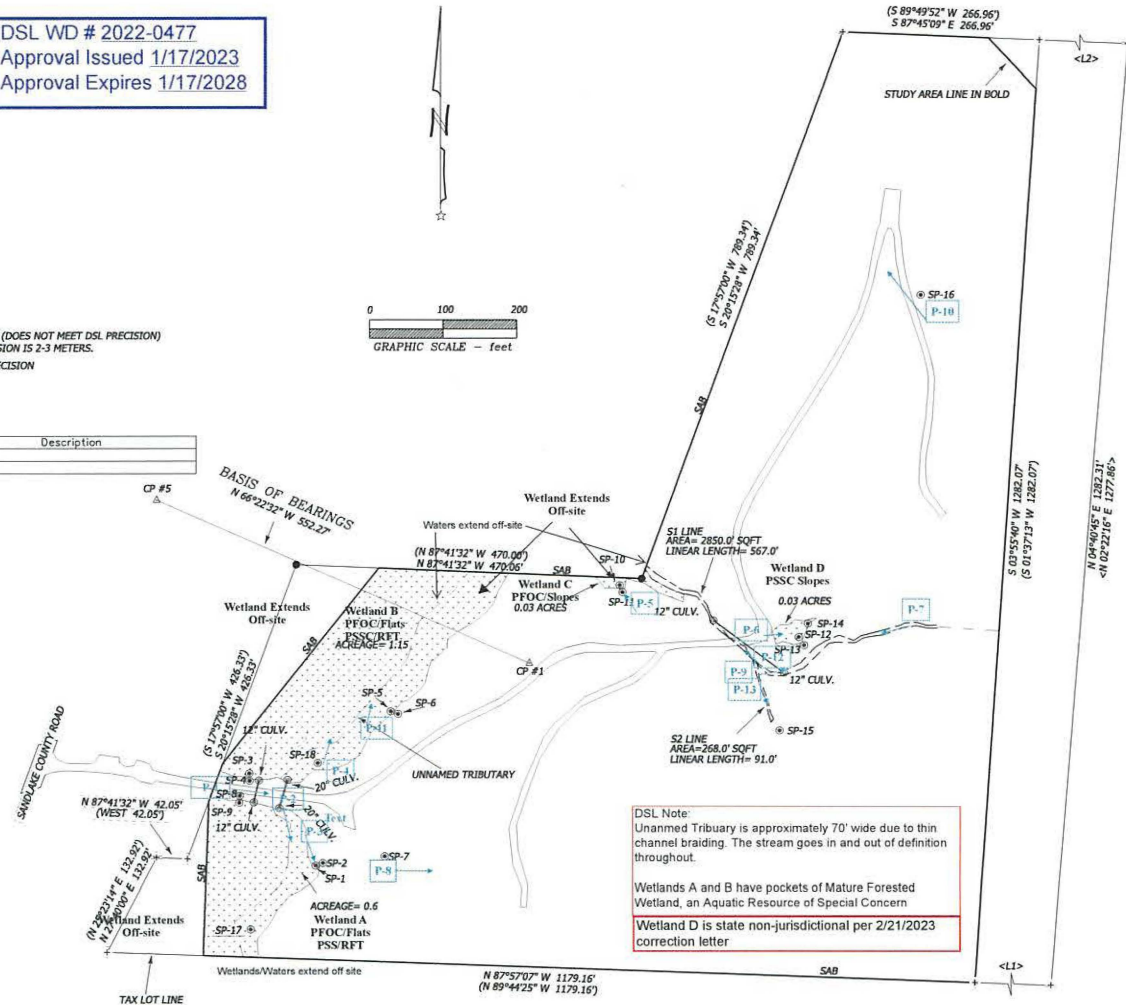 DSL WD # 2022-0477
Approval Issued 1/17/2023
Approval Expires 1/17/2028
(S 89°49'52" W 266.96')
S 87°45'09" E 266.96'
<L2>
STUDY AREA LINE IN BOLD
N
(S 17°57'00" W 789.34')
S 20°15'28" W 789.34'
SP-16
P-10
0 100 200
GRAPHIC SCALE - feet
(DOES NOT MEET DSL PRECISION)
SION IS 2-3 METERS.
CISION
SAB
Description
S 03°55'40" W 1282.07'
(S 01°37'13" W 1282.07')
N 04°40'45" E 1282.31'
<N 02°22'16" E 1277.86'>
CP #5
BASIS OF BEARINGS
N 66°22'32" W 552.27'
Wetland Extends
Off-site
Waters extend off-site
(N 87°41'32" W 470.00')
N 87°41'32" W 470.06'
SAB
SP-10
S1 LINE
AREA= 2850.0' SQFT
LINEAR LENGTH= 567.0'
Wetland C
PFOC/Slopes
0.03 ACRES
SP-11
P-5
12" CULV.
Wetland D
PSSC Slopes
0.03 ACRES
P-7
Wetland Extends
Off-site
Wetland B
PFOC/Flats
PSSC/RFT
ACREAGE= 1.15
SAB
P-6
SP-14
SP-12
SP-13
P-12
P-9
12" CULV.
P-13
CP #1
(S 17°57'00" W 426.33')
S 20°15'28" W 426.33'
SP-5
SP-6
P-11
SP-15
S2 LINE
AREA=268.0' SQFT
LINEAR LENGTH= 91.0'
SANDLAKE COUNTY ROAD
12" CULV.
SP-18
SP-3
P-4
UNNAMED TRIBUTARY
SP-4
20" CULV.
SP-8
P-2
N 87°41'32" W 42.05'
(WEST 42.05')
SP-9
12" CULV.
20" CULV.
Text
P-3
SP-2
SP-1
SP-7
P-8
DSL Note:
Unanmed Tribuary is approximately 70' wide due to thin
channel braiding. The stream goes in and out of definition
throughout.
Wetlands A and B have pockets of Mature Forested
Wetland, an Aquatic Resource of Special Concern
Wetland D is state non-jurisdictional per 2/21/2023
correction letter
SAB
132.92')
132.92'
Wetland Extends
Off-site
ACREAGE= 0.6
Wetland A
PFOC/Flats
PSS/RFT
SP-17
Wetlands/Waters extend off site
N 87°57'07" W 1179.16'
(N 89°44'25" W 1179.16')
SAB
<L1>
TAX LOT LINE